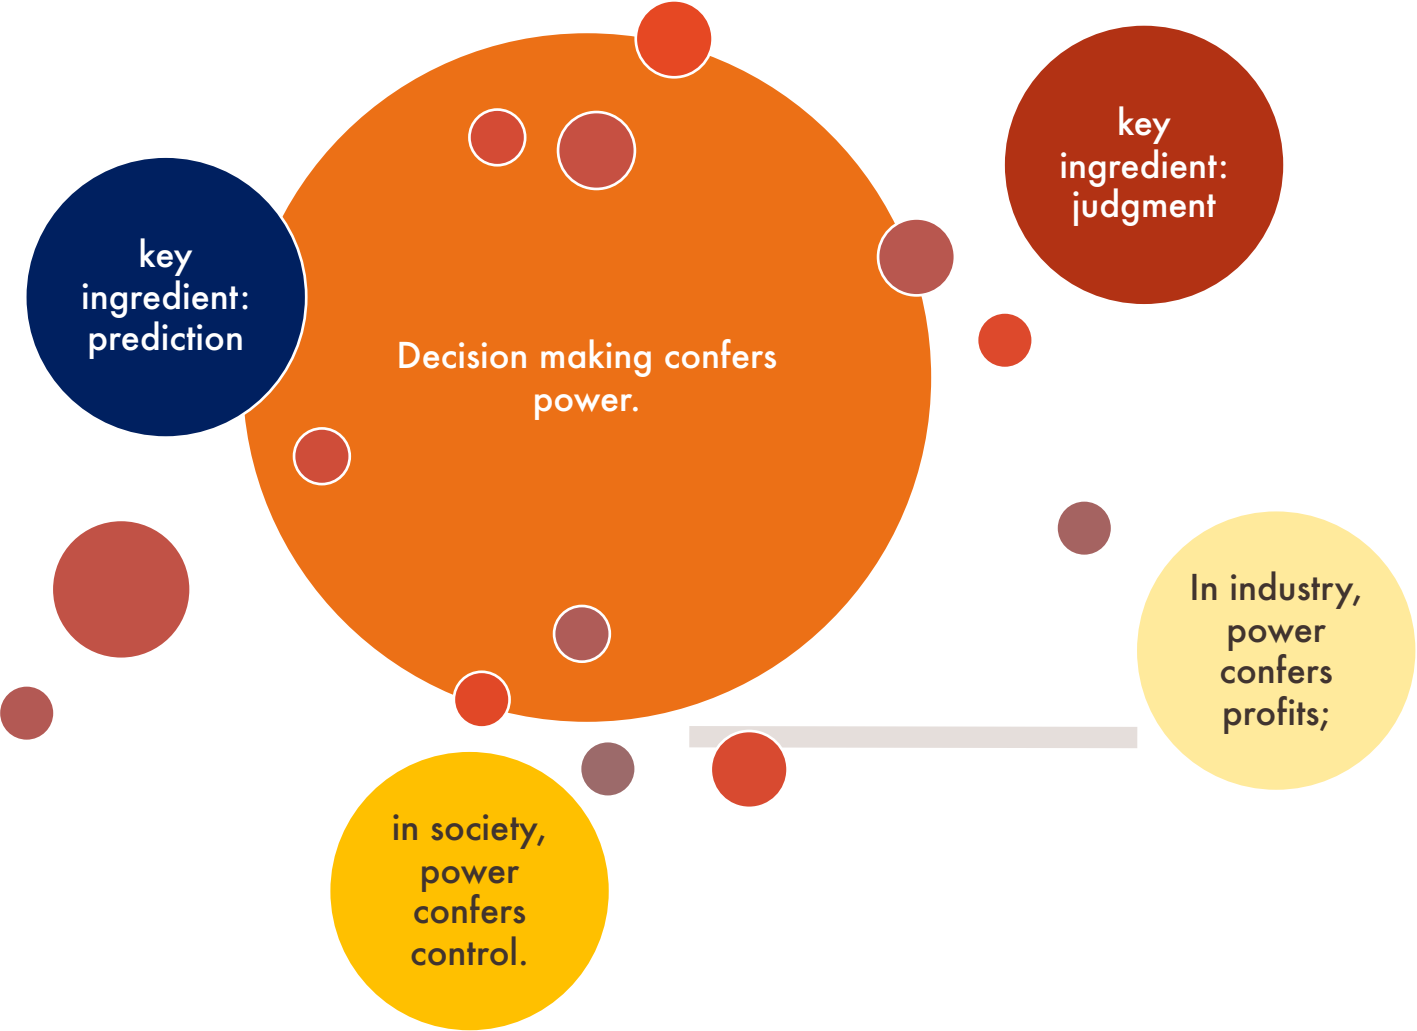 key
ingredient:
judgment
key
ingredient:
prediction
Decision making confers
power.
In industry,
power
confers
profits;
in society,
power
confers
control.